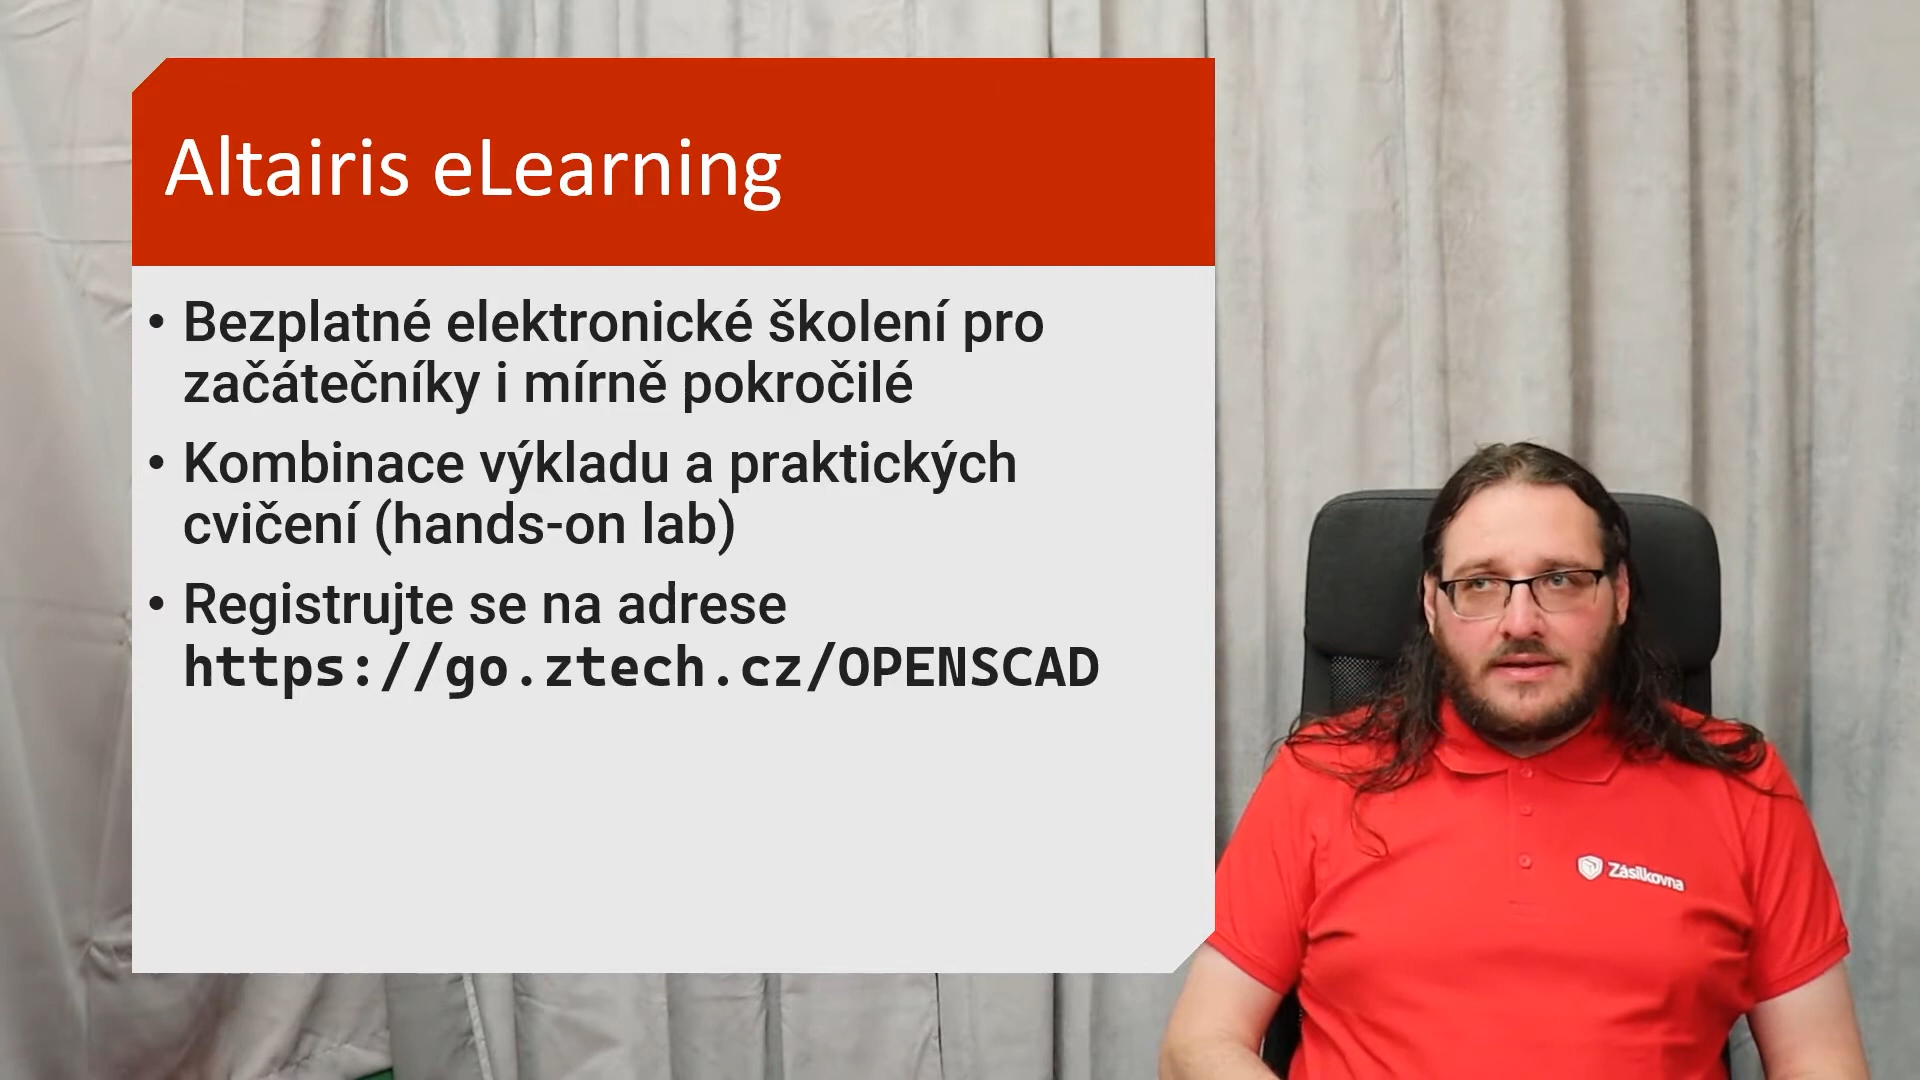 Altairis eLearning
• Bezplatné elektronické školení pro
začátečníky i mírně pokročilé
• Kombinace výkladu a praktických
cvičení (hands-on lab)
• Registrujte se na adrese
https://go.ztech.cz/OPENSCAD
Zásilkovna